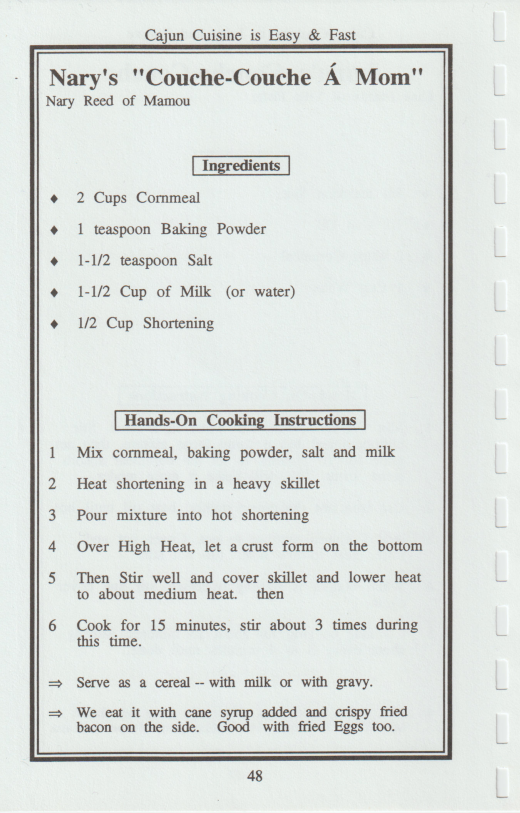 Cajun Cuisine is Easy & Fast
Nary's "Couche-Couche Á Mom"
Nary Reed of Mamou
Ingredients
♦ 2 Cups Cornmeal
♦ 1 teaspoon Baking Powder
♦ 1-1/2 teaspoon Salt
♦ 1-1/2 Cup of Milk (or water)
♦ 1/2 Cup Shortening
Hands-On Cooking Instructions
1 Mix cornmeal, baking powder, salt and milk
2 Heat shortening in a heavy skillet
3 Pour mixture into hot shortening
4 Over High Heat, let a crust form on the bottom
5 Then Stir well and cover skillet and lower heat
to about medium heat. then
6 Cook for 15 minutes, stir about 3 times during
this time.
⇒ Serve as a cereal -- with milk or with gravy.
⇒ We eat it with cane syrup added and crispy fried
bacon on the side. Good with fried Eggs too.
48